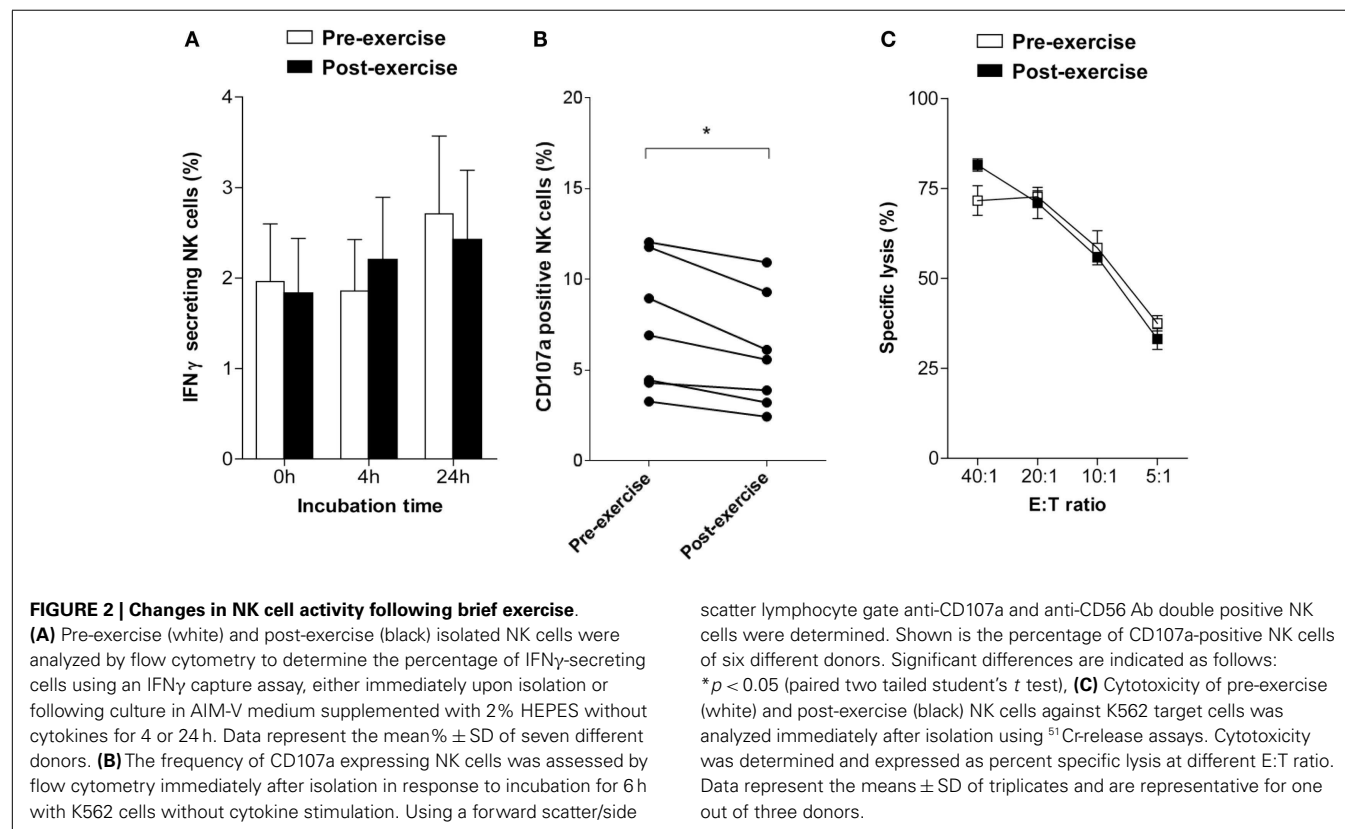 A
Pre-exercise
Post-exercise
4
3
2
1
0
IFNγ secreting NK cells (%)
0h 4h 24h
Incubation time
B
20
15
10
5
0
CD107a positive NK cells (%)
*
Pre-exercise
Post-exercise
C
Pre-exercise
Post-exercise
100
75
50
25
0
Specific lysis (%)
40:1 20:1 10:1 5:1
E:T ratio
FIGURE 2 | Changes in NK cell activity following brief exercise.
(A) Pre-exercise (white) and post-exercise (black) isolated NK cells were
analyzed by flow cytometry to determine the percentage of IFNγ-secreting
cells using an IFNγ capture assay, either immediately upon isolation or
following culture in AIM-V medium supplemented with 2% HEPES without
cytokines for 4 or 24 h. Data represent the mean% ± SD of seven different
donors. (B) The frequency of CD107a expressing NK cells was assessed by
flow cytometry immediately after isolation in response to incubation for 6 h
with K562 cells without cytokine stimulation. Using a forward scatter/side
scatter lymphocyte gate anti-CD107a and anti-CD56 Ab double positive NK
cells were determined. Shown is the percentage of CD107a-positive NK cells
of six different donors. Significant differences are indicated as follows:
*p < 0.05 (paired two tailed student's t test), (C) Cytotoxicity of pre-exercise
(white) and post-exercise (black) NK cells against K562 target cells was
analyzed immediately after isolation using ⁵¹Cr-release assays. Cytotoxicity
was determined and expressed as percent specific lysis at different E:T ratio.
Data represent the means ± SD of triplicates and are representative for one
out of three donors.